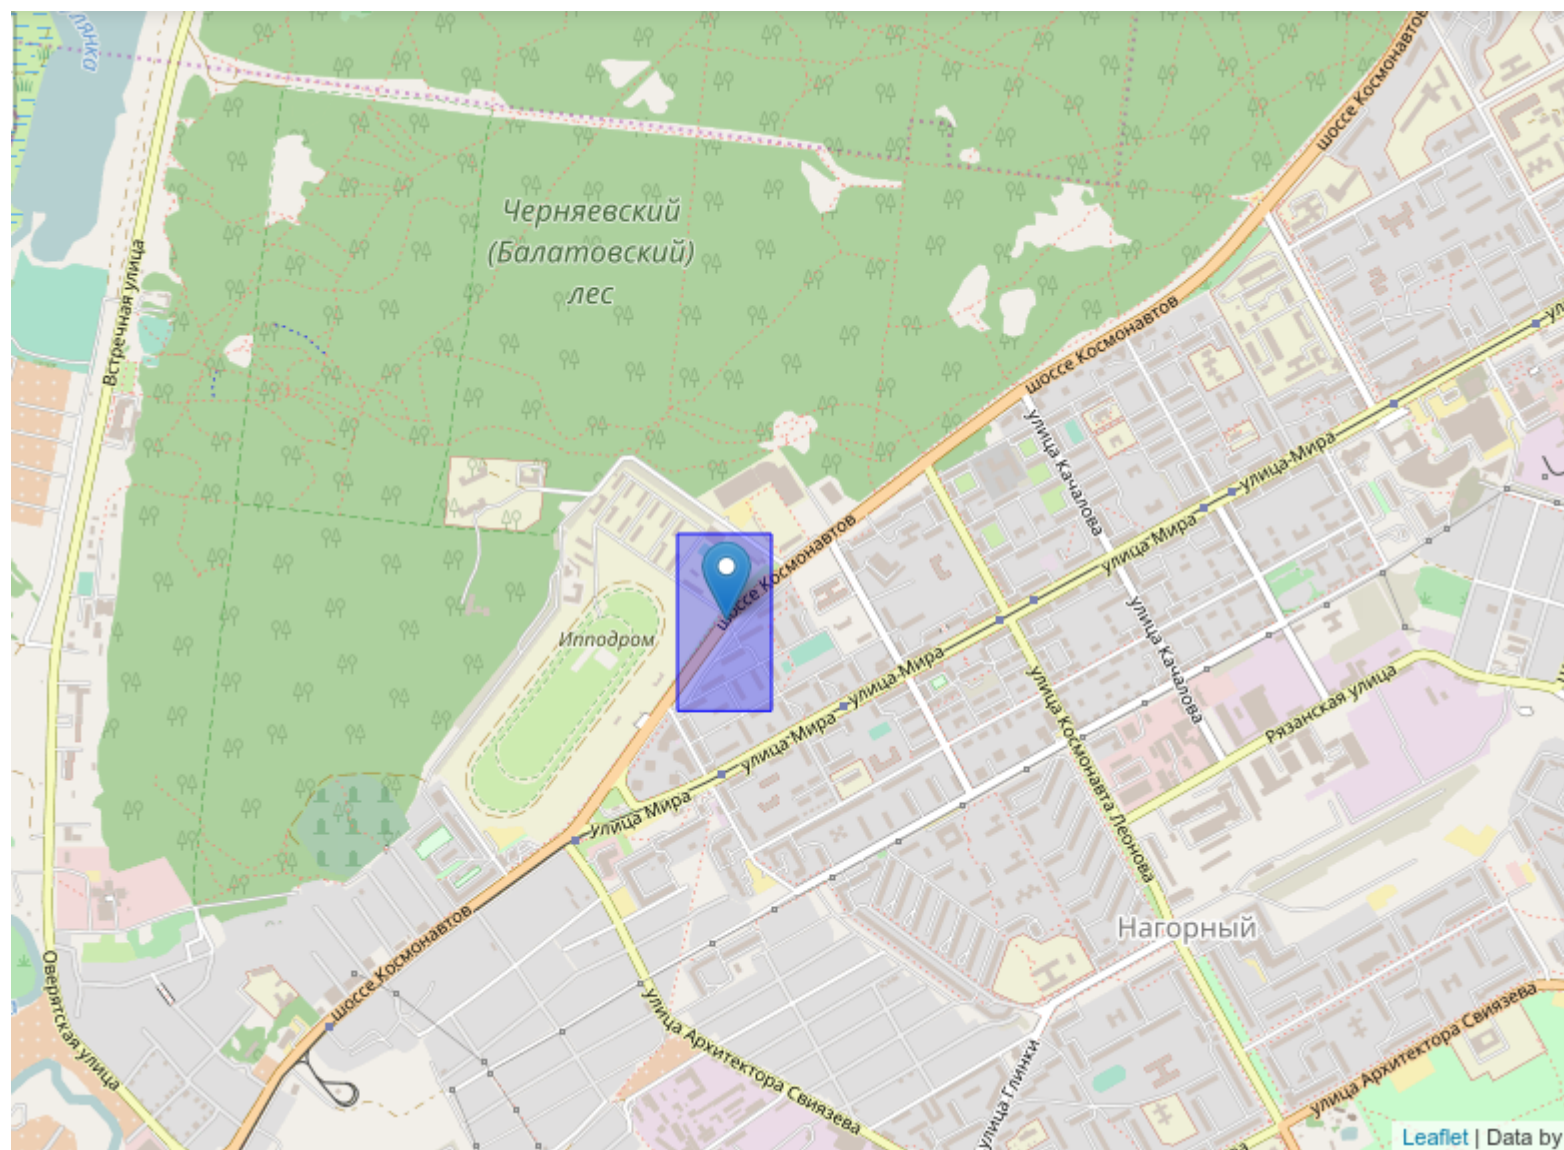 шоссе Космонавтов
Встречная улица
Черняевский
(Балатовский)
лес
шоссе Космонавтов
улица Качалова
улица Мира
шоссе Космонавтов
улица Мира
шоссе Космонавтов
Ипподром
улица Качалова
улица Мира
улица Космонавта Леонова
Рязанская улица
улица Мира
улица Мира
шоссе Космонавтов
Нагорный
Оверятская улица
улица Архитектора Свиязева
улица Глинки
улица Архитектора Свиязева
Leaflet | Data by